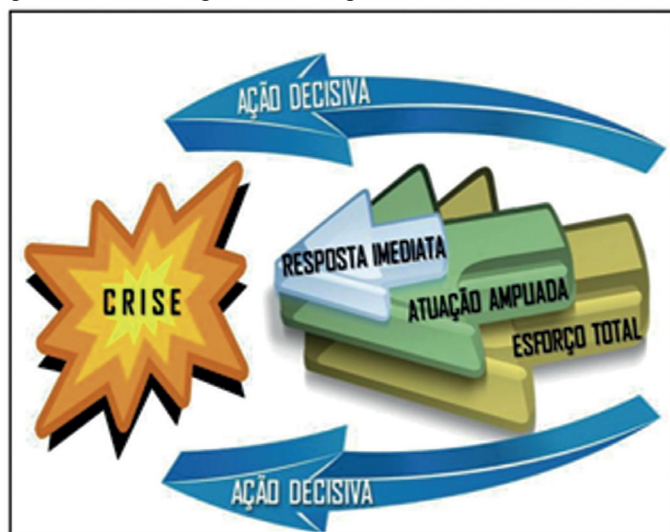 AÇÃO DECISIVA
RESPOSTA IMEDIATA
CRISE
ATUAÇÃO AMPLIADA
ESFORÇO TOTAL
AÇÃO DECISIVA